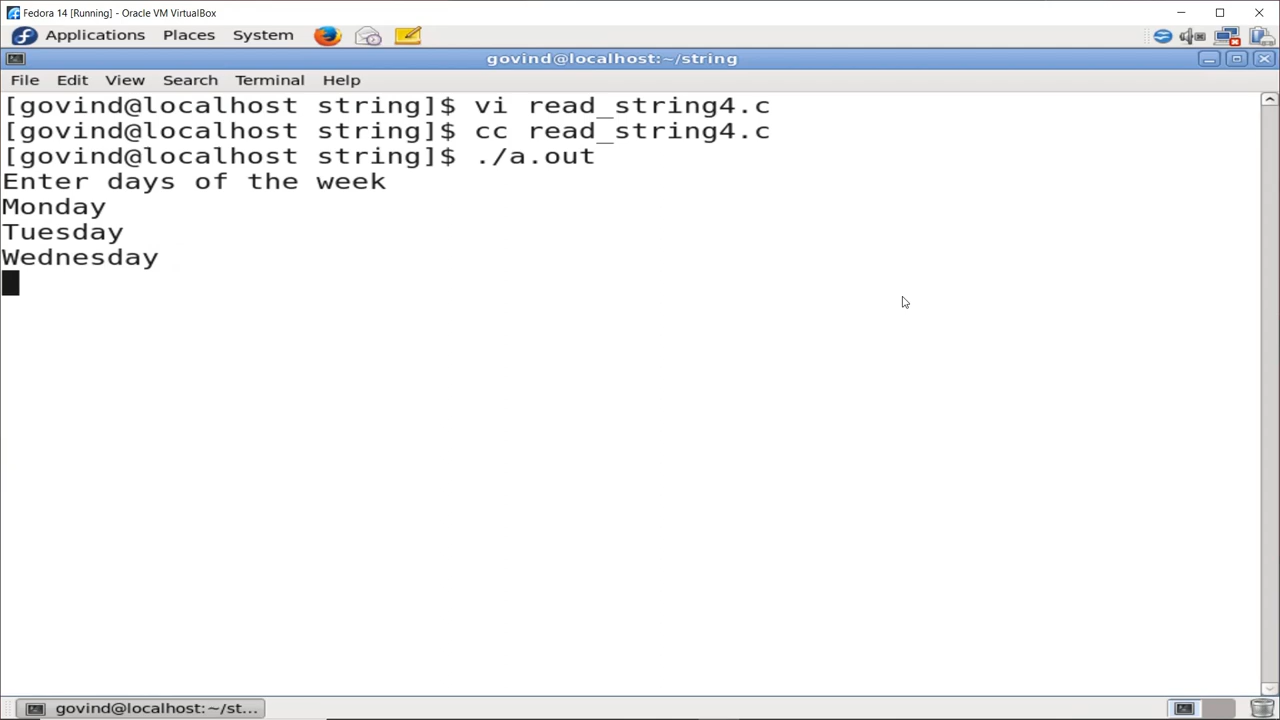 Fedora 14 [Running] - Oracle VM VirtualBox
Applications Places System
govind@localhost:~/string
File Edit View Search Terminal Help
[govind@localhost string]$ vi read_string4.c
[govind@localhost string]$ cc read_string4.c
[govind@localhost string]$ ./a.out
Enter days of the week
Monday
Tuesday
Wednesday
govind@localhost:~/st...